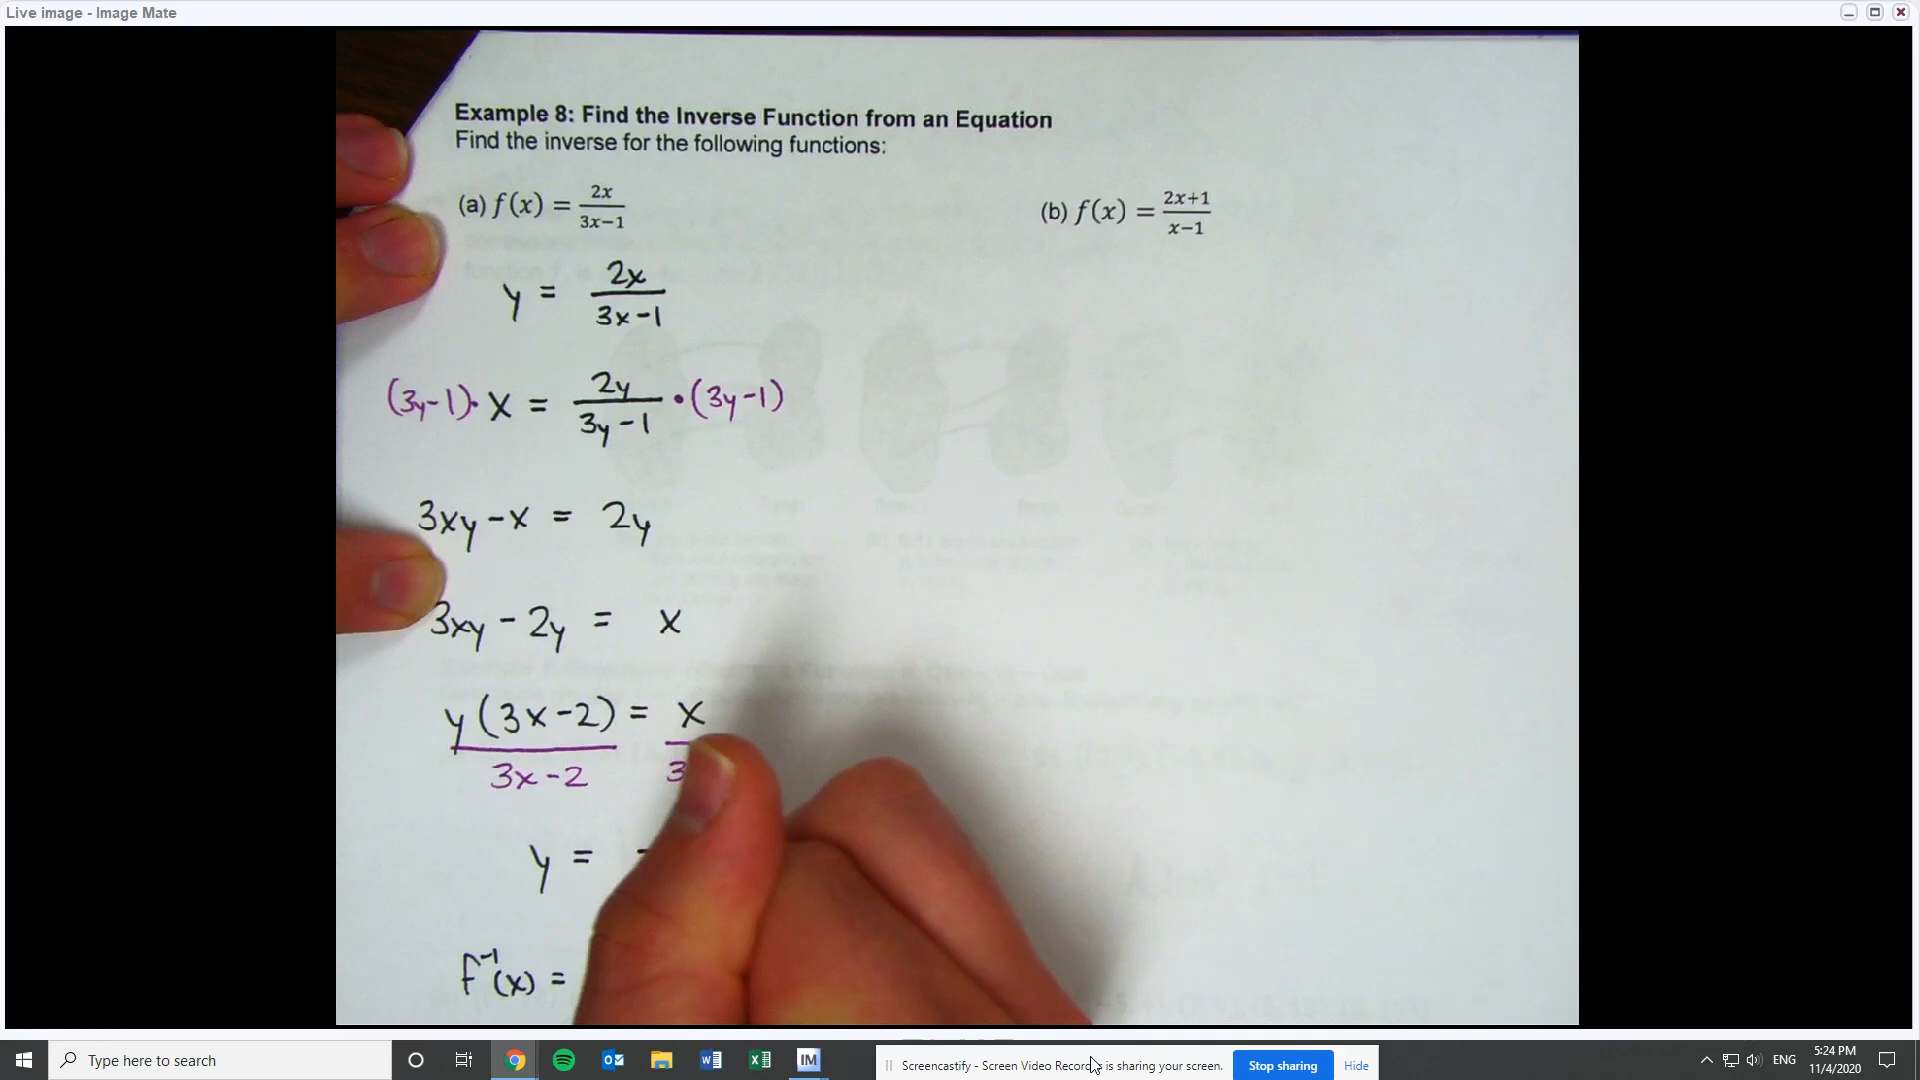 Live image - Image Mate
Example 8: Find the Inverse Function from an Equation
Find the inverse for the following functions:
(a) f(x) = 2x/3x−1
(b) f(x) = 2x+1/x−1
y = 2x/3x-1
(3y-1)· x = 2y/3y-1 · (3y-1)
3xy - x = 2y
3xy - 2y = x
y(3x-2) = x
3x-2 3
y =
f⁻¹(x) =
Type here to search
Screencastify - Screen Video Recorder is sharing your screen.
Stop sharing
Hide
ENG
5:24 PM
11/4/2020
IM